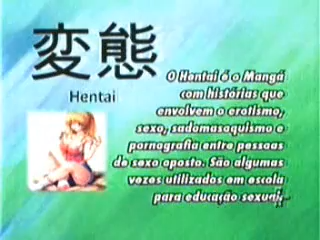 変態
Hentai
O Hentai é o Mangá
com histórias que
envolvem o erotismo,
sexo, sadomasoquismo e
pornografia entre pessoas
de sexo oposto. São algumas
vezes utilizados em escola
para educação sexual.